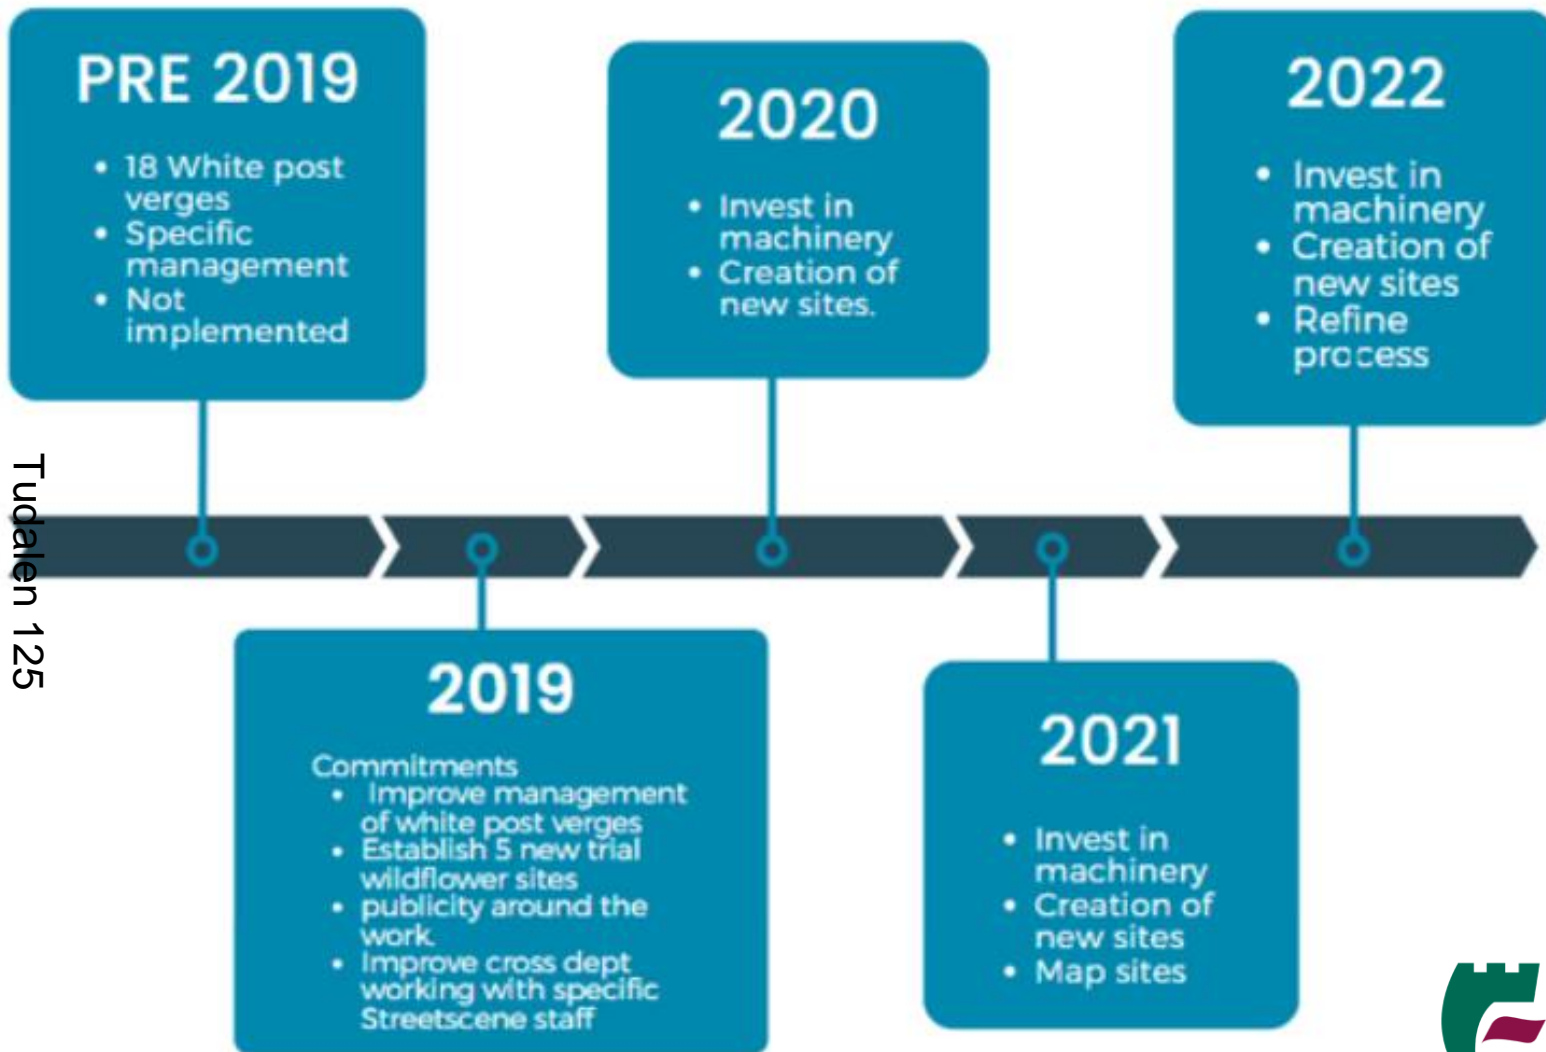 PRE 2019
• 18 White post
verges
• Specific
management
• Not
implemented
2020
• Invest in
machinery
• Creation of
new sites.
2022
• Invest in
machinery
• Creation of
new sites
• Refine
process
Tudalen 125
2019
Commitments
• Improve management
of white post verges
• Establish 5 new trial
wildflower sites
• publicity around the
work.
• Improve cross dept
working with specific
Streetscene staff
2021
• Invest in
machinery
• Creation of
new sites
• Map sites